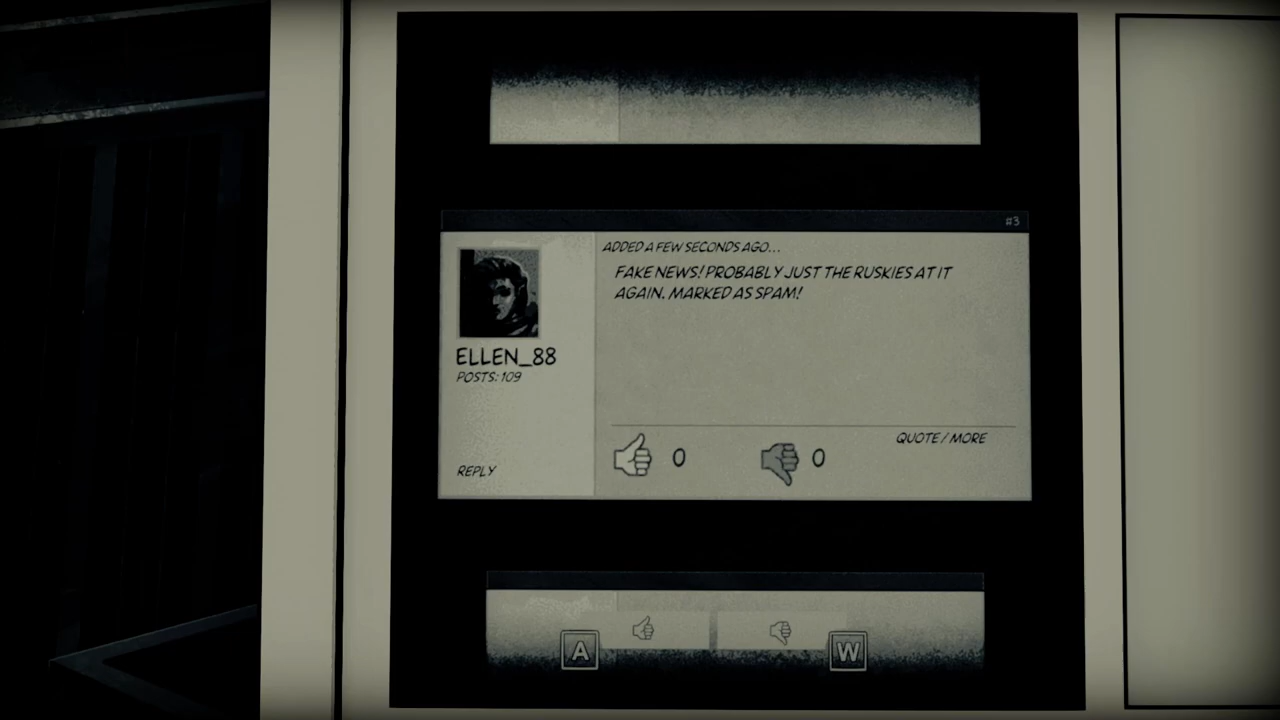 #3
ADDED A FEW SECONDS AGO...
FAKE NEWS! PROBABLY JUST THE RUSKIES AT IT
AGAIN. MARKED AS SPAM!
ELLEN_88
POSTS: 109
QUOTE / MORE
0
0
REPLY
A
W